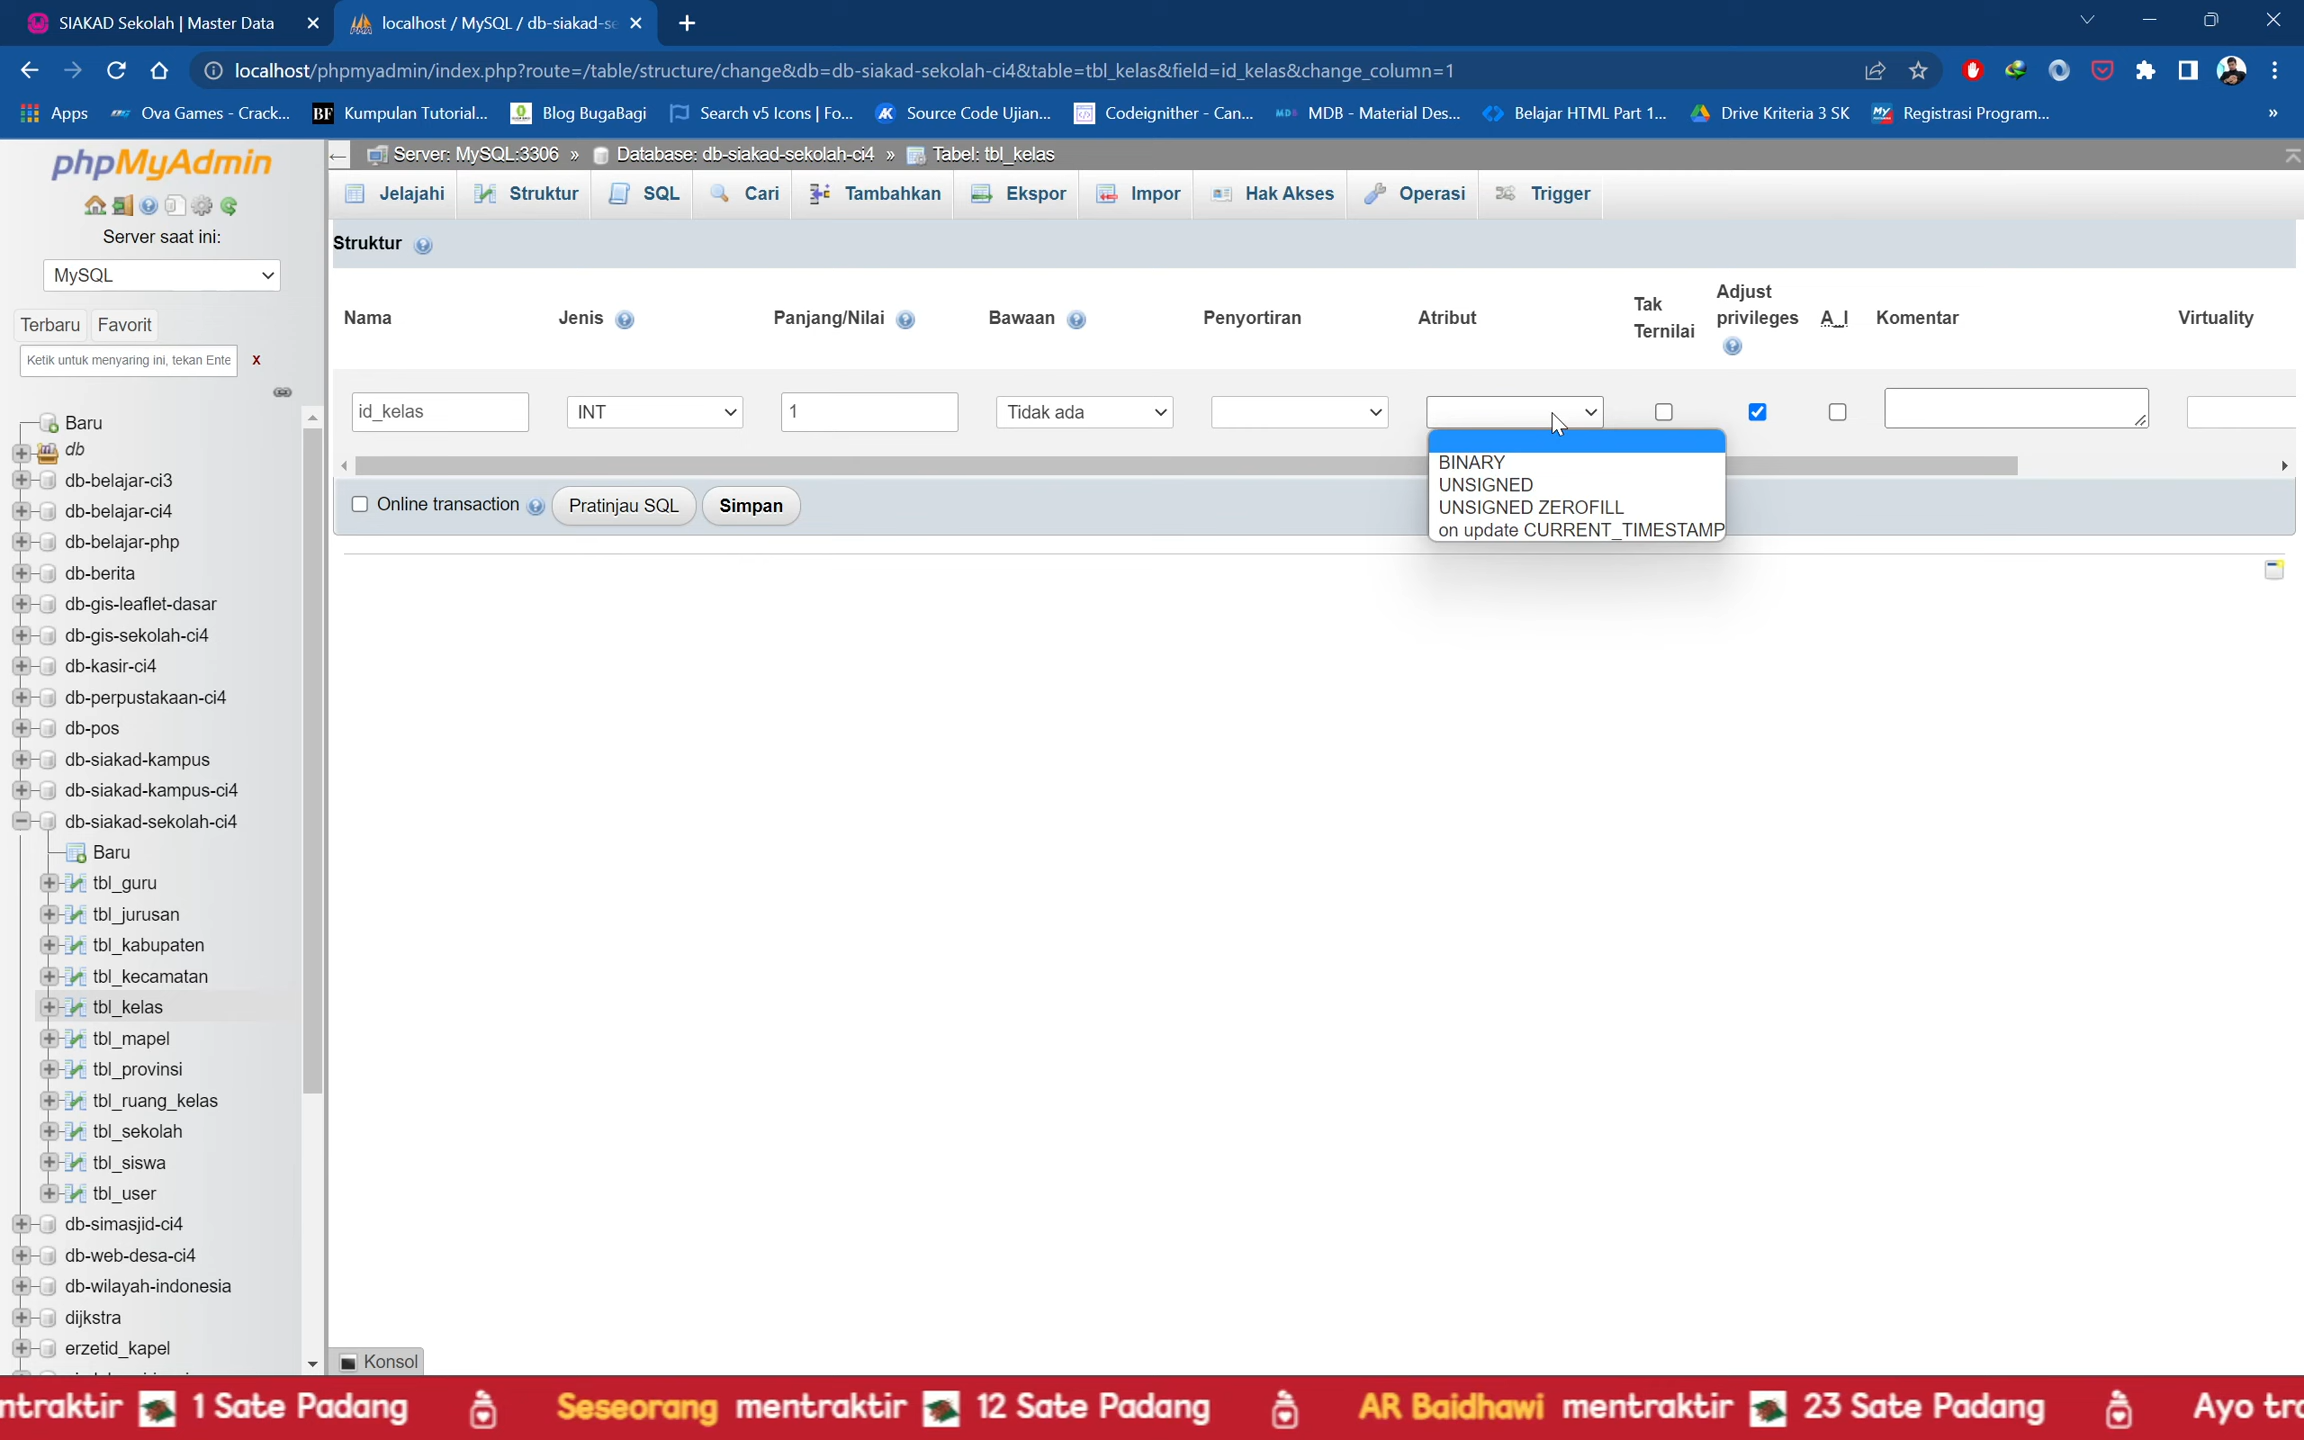 SIAKAD Sekolah | Master Data
localhost / MySQL / db-siakad-se
localhost/phpmyadmin/index.php?route=/table/structure/change&db=db-siakad-sekolah-ci4&table=tbl_kelas&field=id_kelas&change_column=1
Apps
Ova Games - Crack...
BF Kumpulan Tutorial...
Blog BugaBagi
Search v5 Icons | Fo...
AK Source Code Ujian...
Codeignither - Can...
MDB MDB - Material Des...
Belajar HTML Part 1...
Drive Kriteria 3 SK
My Registrasi Program...
»
phpMyAdmin
Server saat ini:
MySQL
Terbaru Favorit
Ketik untuk menyaring ini, tekan Ente X
Baru
db
db-belajar-ci3
db-belajar-ci4
db-belajar-php
db-berita
db-gis-leaflet-dasar
db-gis-sekolah-ci4
db-kasir-ci4
db-perpustakaan-ci4
db-pos
db-siakad-kampus
db-siakad-kampus-ci4
db-siakad-sekolah-ci4
Baru
tbl_guru
tbl_jurusan
tbl_kabupaten
tbl_kecamatan
tbl_kelas
tbl_mapel
tbl_provinsi
tbl_ruang_kelas
tbl_sekolah
tbl_siswa
tbl_user
db-simasjid-ci4
db-web-desa-ci4
db-wilayah-indonesia
dijkstra
erzetid_kapel
Server: MySQL:3306 » Database: db-siakad-sekolah-ci4 » Tabel: tbl_kelas
Jelajahi Struktur SQL Cari Tambahkan Ekspor Impor Hak Akses Operasi Trigger
Struktur
Nama Jenis Panjang/Nilai Bawaan Penyortiran Atribut Tak Ternilai Adjust privileges A_I Komentar Virtuality
id_kelas INT 1 Tidak ada
BINARY
UNSIGNED
UNSIGNED ZEROFILL
on update CURRENT_TIMESTAMP
Online transaction Pratinjau SQL Simpan
Konsol
ntraktir 1 Sate Padang Seseorang mentraktir 12 Sate Padang AR Baidhawi mentraktir 23 Sate Padang Ayo tra